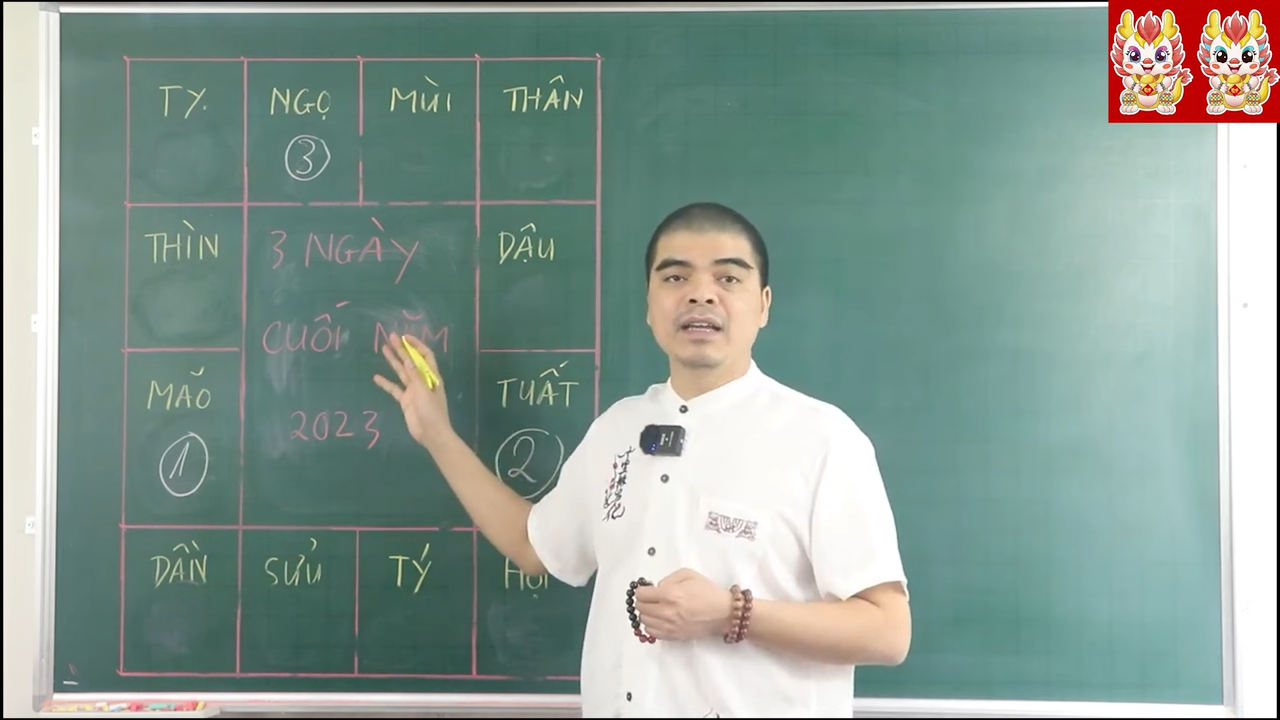 TỴ
NGỌ
MÙI
THÂN
3
THÌN
3 NGÀY
DẬU
CUỐI NĂM
MÃO
2023
TUẤT
1
2
DẦN
SỬU
TÝ
HỢI